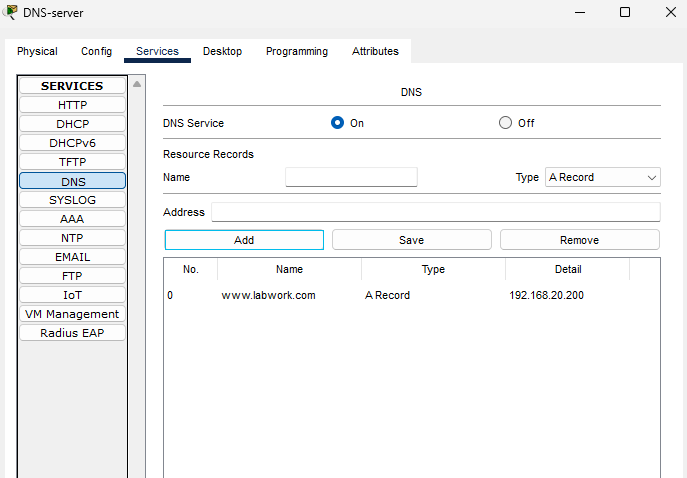 DNS-server
Physical Config Services Desktop Programming Attributes
SERVICES
HTTP
DHCP
DHCPv6
TFTP
DNS
SYSLOG
AAA
NTP
EMAIL
FTP
IoT
VM Management
Radius EAP
DNS
DNS Service On Off
Resource Records
Name Type A Record
Address
Add Save Remove
No. Name Type Detail
0 www.labwork.com A Record 192.168.20.200